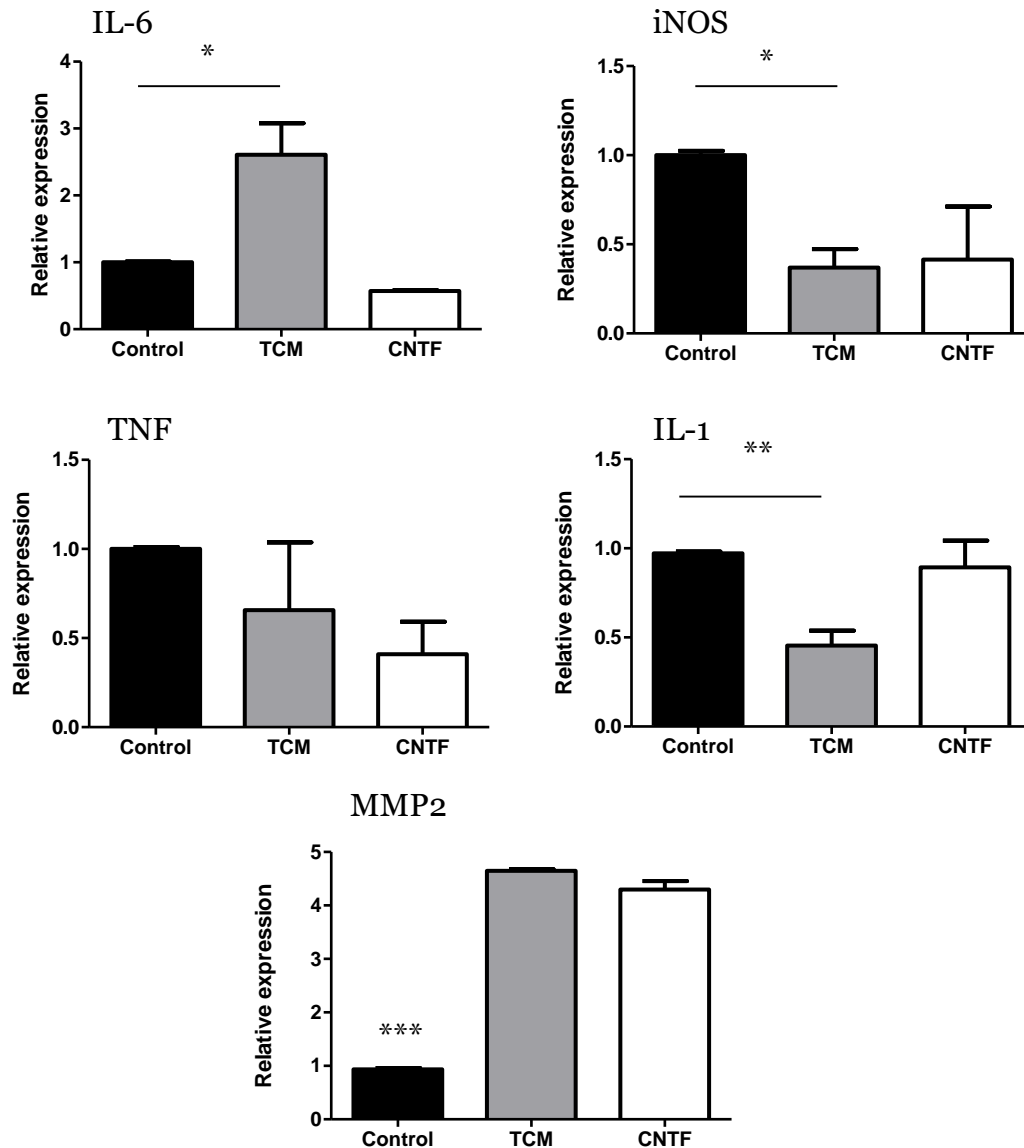 IL-6
*
Relative expression
4
3
2
1
0
Control TCM CNTF
iNOS
*
Relative expression
1.5
1.0
0.5
0.0
Control TCM CNTF
TNF
Relative expression
1.5
1.0
0.5
0.0
Control TCM CNTF
IL-1
**
Relative expression
1.5
1.0
0.5
0.0
Control TCM CNTF
MMP2
Relative expression
5
4
3
2
1
0
***
Control TCM CNTF